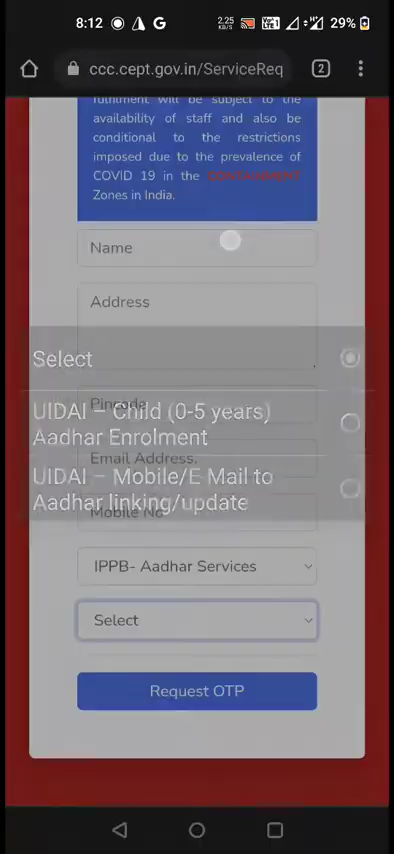 8:12
2.25
KB/S
29%
ccc.cept.gov.in/ServiceReq
2
fulfilment will be subject to the
availability of staff and also be
conditional to the restrictions
imposed due to the prevalence of
COVID 19 in the CONTAINMENT
Zones in India.
Name
Address
Select
Pincode
UIDAI – Child (0-5 years)
Aadhar Enrolment
Email Address.
UIDAI – Mobile/E Mail to
Aadhar linking/update
Mobile No
IPPB- Aadhar Services
Select
Request OTP